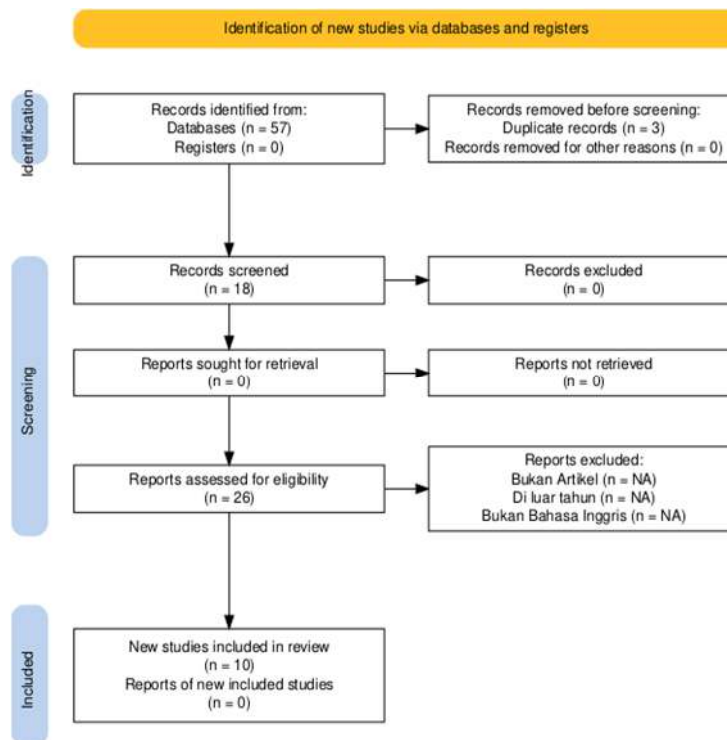 Identification of new studies via databases and registers
Identification
Records identified from:
Databases (n = 57)
Registers (n = 0)
Records removed before screening:
Duplicate records (n = 3)
Records removed for other reasons (n = 0)
Screening
Records screened
(n = 18)
Records excluded
(n = 0)
Reports sought for retrieval
(n = 0)
Reports not retrieved
(n = 0)
Reports assessed for eligibility
(n = 26)
Reports excluded:
Bukan Artikel (n = NA)
Di luar tahun (n = NA)
Bukan Bahasa Inggris (n = NA)
Included
New studies included in review
(n = 10)
Reports of new included studies
(n = 0)